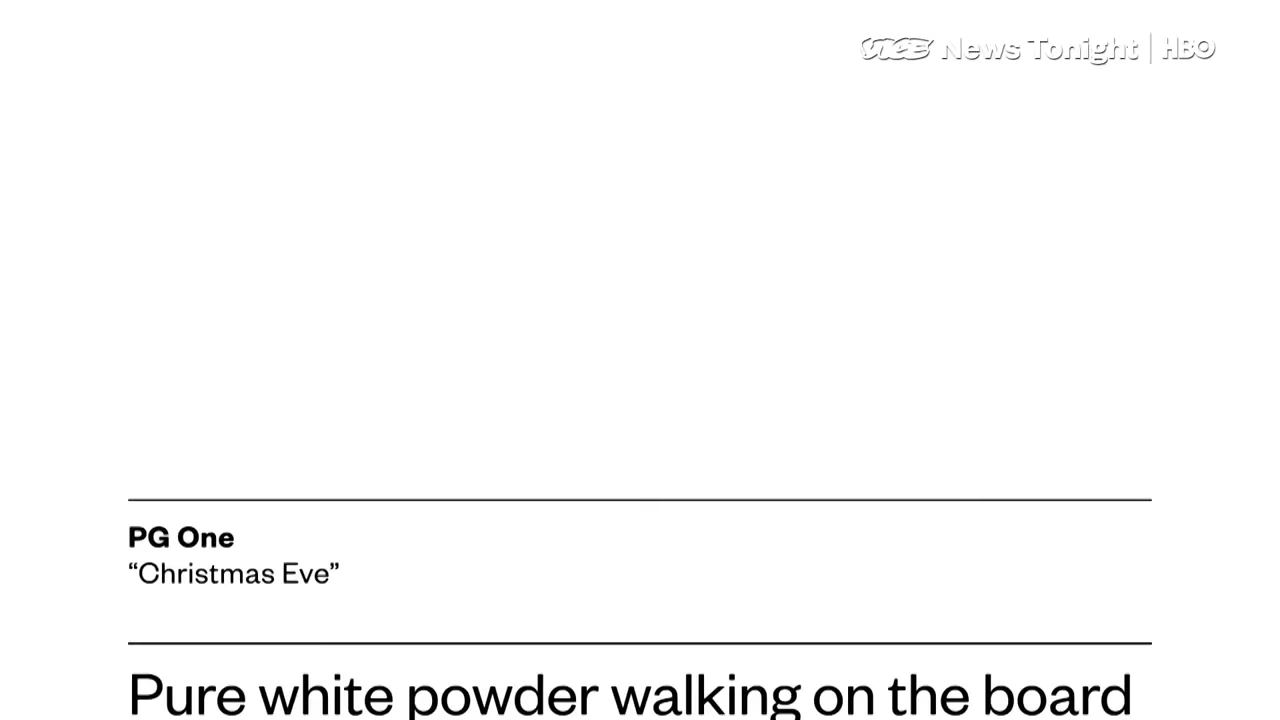 VICE News Tonight | HBO
PG One
“Christmas Eve”
Pure white powder walking on the board